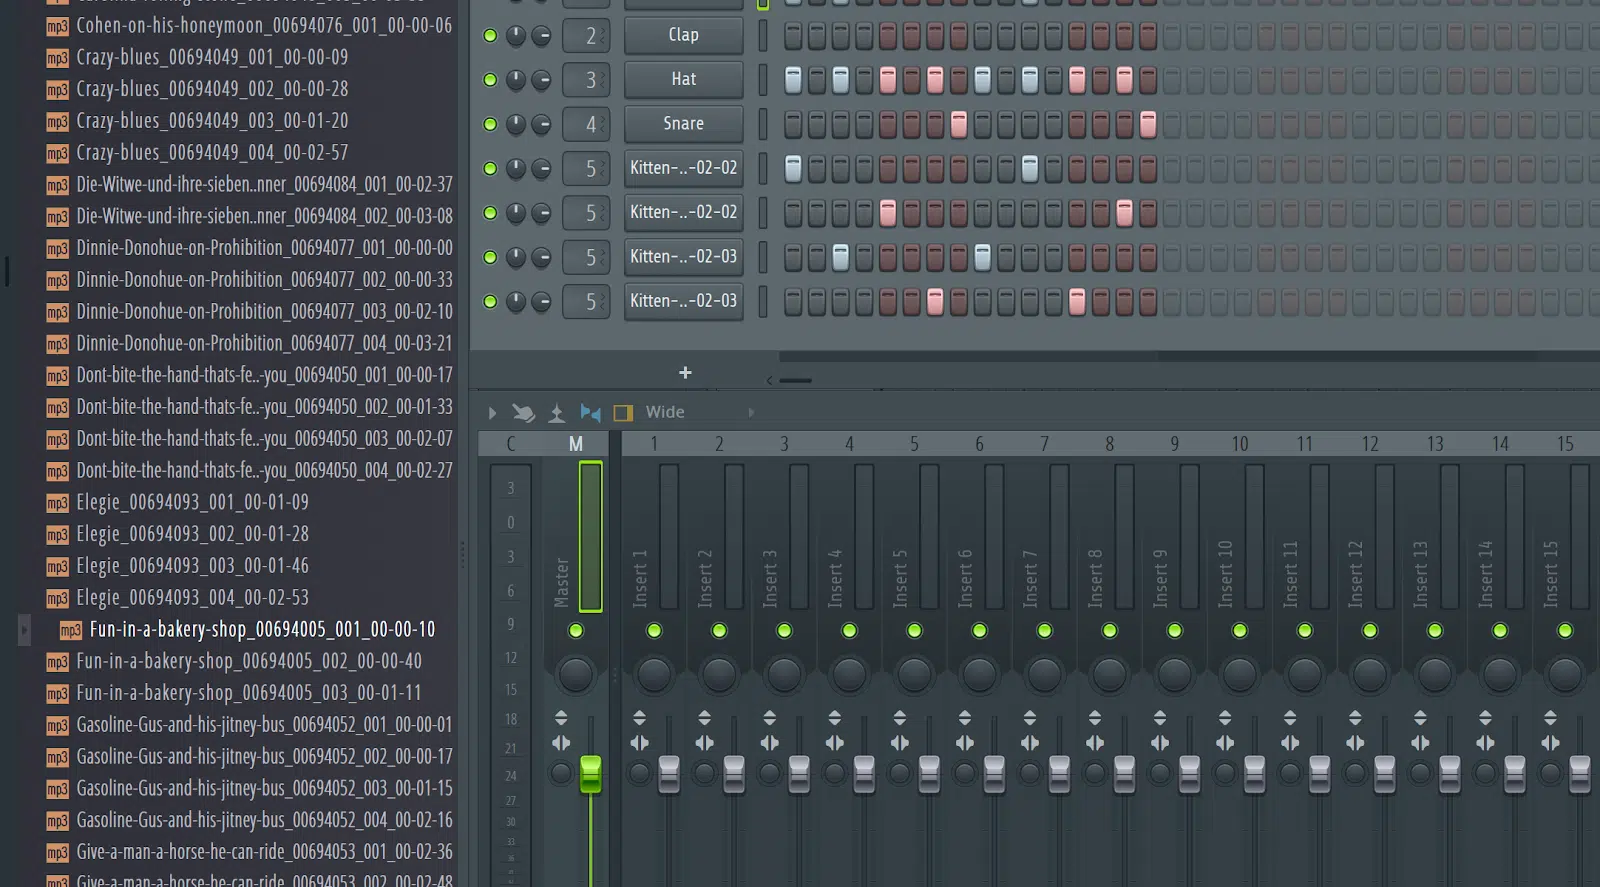 mp3 Cohen-on-his-honeymoon_00694076_001_00-00-06
mp3 Crazy-blues_00694049_001_00-00-09
mp3 Crazy-blues_00694049_002_00-00-28
mp3 Crazy-blues_00694049_003_00-01-20
mp3 Crazy-blues_00694049_004_00-02-57
mp3 Die-Witwe-und-ihre-sieben..nner_00694084_001_00-02-37
mp3 Die-Witwe-und-ihre-sieben..nner_00694084_002_00-03-08
mp3 Dinnie-Donohue-on-Prohibition_00694077_001_00-00-00
mp3 Dinnie-Donohue-on-Prohibition_00694077_002_00-00-33
mp3 Dinnie-Donohue-on-Prohibition_00694077_003_00-02-10
mp3 Dinnie-Donohue-on-Prohibition_00694077_004_00-03-21
mp3 Dont-bite-the-hand-thats-fe..-you_00694050_001_00-00-17
mp3 Dont-bite-the-hand-thats-fe..-you_00694050_002_00-01-33
mp3 Dont-bite-the-hand-thats-fe..-you_00694050_003_00-02-07
mp3 Dont-bite-the-hand-thats-fe..-you_00694050_004_00-02-27
mp3 Elegie_00694093_001_00-01-09
mp3 Elegie_00694093_002_00-01-28
mp3 Elegie_00694093_003_00-01-46
mp3 Elegie_00694093_004_00-02-53
mp3 Fun-in-a-bakery-shop_00694005_001_00-00-10
mp3 Fun-in-a-bakery-shop_00694005_002_00-00-40
mp3 Fun-in-a-bakery-shop_00694005_003_00-01-11
mp3 Gasoline-Gus-and-his-jitney-bus_00694052_001_00-00-01
mp3 Gasoline-Gus-and-his-jitney-bus_00694052_002_00-00-17
mp3 Gasoline-Gus-and-his-jitney-bus_00694052_003_00-01-15
mp3 Gasoline-Gus-and-his-jitney-bus_00694052_004_00-02-16
mp3 Give-a-man-a-horse-he-can-ride_00694053_001_00-02-36
mp3 Give-a-man-a-horse-he-can-ride_00694053_002_00-02-48
2 Clap
3 Hat
4 Snare
5 Kitten-..-02-02
5 Kitten-..-02-02
5 Kitten-..-02-03
5 Kitten-..-02-03
+
Wide
C M 1 2 3 4 5 6 7 8 9 10 11 12 13 14 15
3
0
3
6
9
12
15
18
21
24
27
30
33
Master
Insert 1
Insert 2
Insert 3
Insert 4
Insert 5
Insert 6
Insert 7
Insert 8
Insert 9
Insert 10
Insert 11
Insert 12
Insert 13
Insert 14
Insert 15